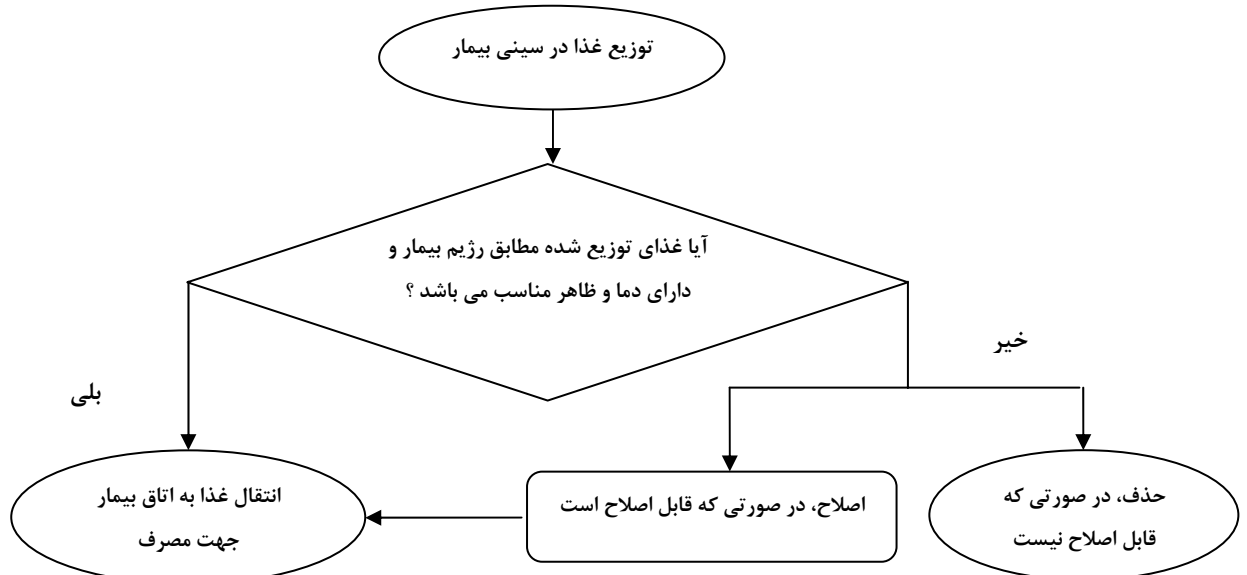 توزیع غذا در سینی بیمار
آیا غذای توزیع شده مطابق رژیم بیمار و
دارای دما و ظاهر مناسب می باشد ؟
خیر
بلی
حذف، در صورتی که
قابل اصلاح نیست
اصلاح، در صورتی که قابل اصلاح است
انتقال غذا به اتاق بیمار
جهت مصرف